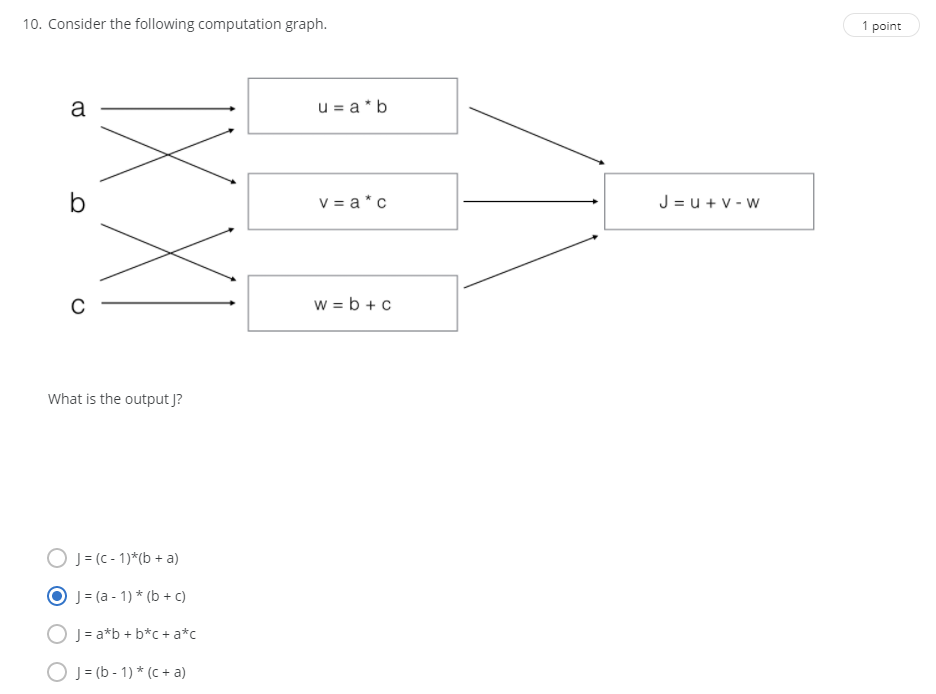 10. Consider the following computation graph.
1 point
a
u = a * b
b
v = a * c
J = u + v - w
c
w = b + c
What is the output J?
J = (c - 1)*(b + a)
J = (a - 1) * (b + c)
J = a*b + b*c + a*c
J = (b - 1) * (c + a)